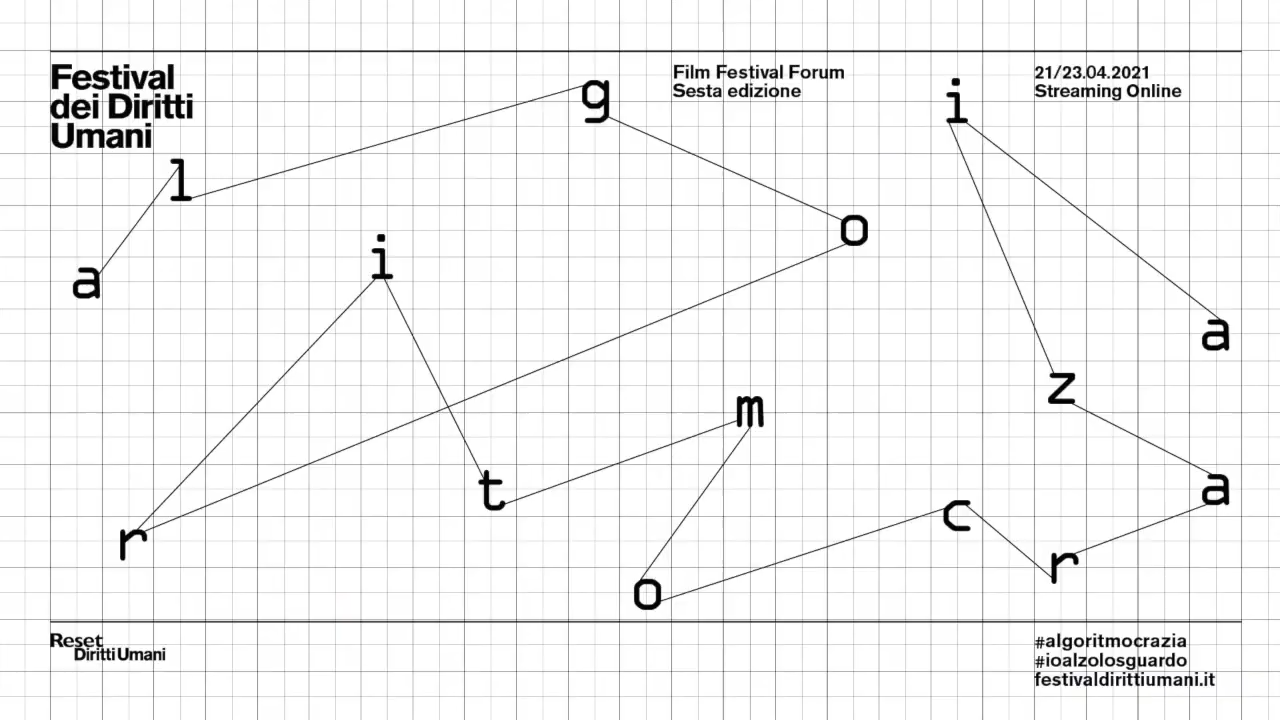 Festival
dei Diritti
Umani
Film Festival Forum
Sesta edizione
21/23.04.2021
Streaming Online
algoritmocrazia
Reset
Diritti Umani
#algoritmocrazia
#ioalzolosguardo
festivaldirittiumani.it